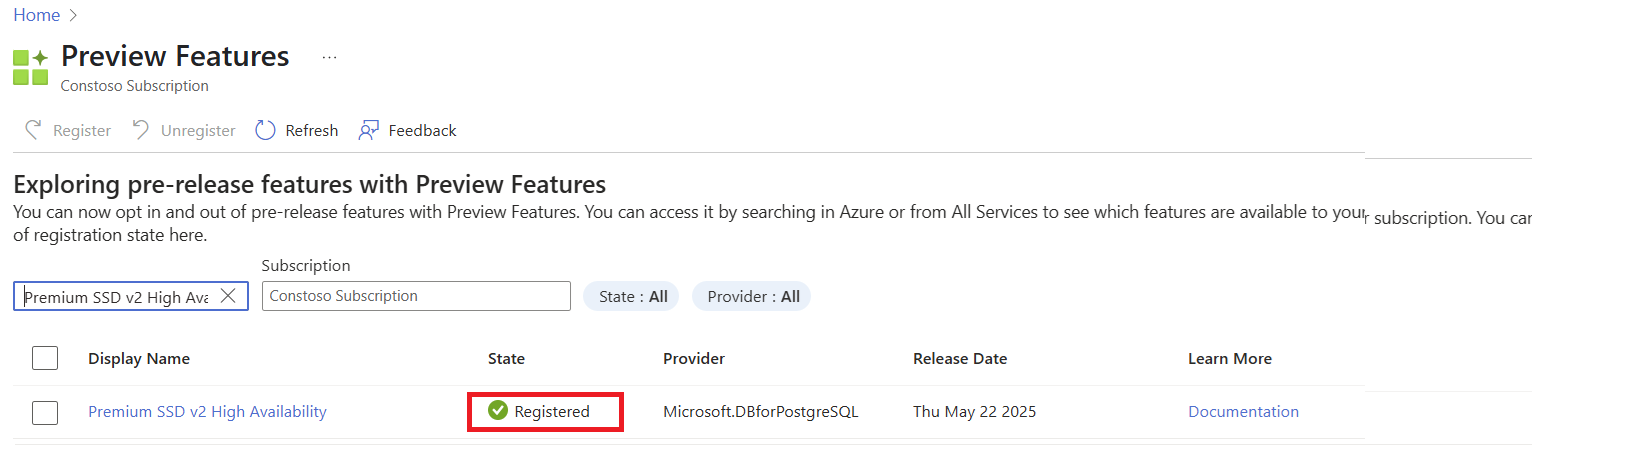 Home >
Preview Features ...
Constoso Subscription
Register Unregister Refresh Feedback
Exploring pre-release features with Preview Features
You can now opt in and out of pre-release features with Preview Features. You can access it by searching in Azure or from All Services to see which features are available to your r subscription. You can
of registration state here.
Subscription
Premium SSD v2 High Ava Constoso Subscription State : All Provider : All
Display Name State Provider Release Date Learn More
Premium SSD v2 High Availability Registered Microsoft.DBforPostgreSQL Thu May 22 2025 Documentation